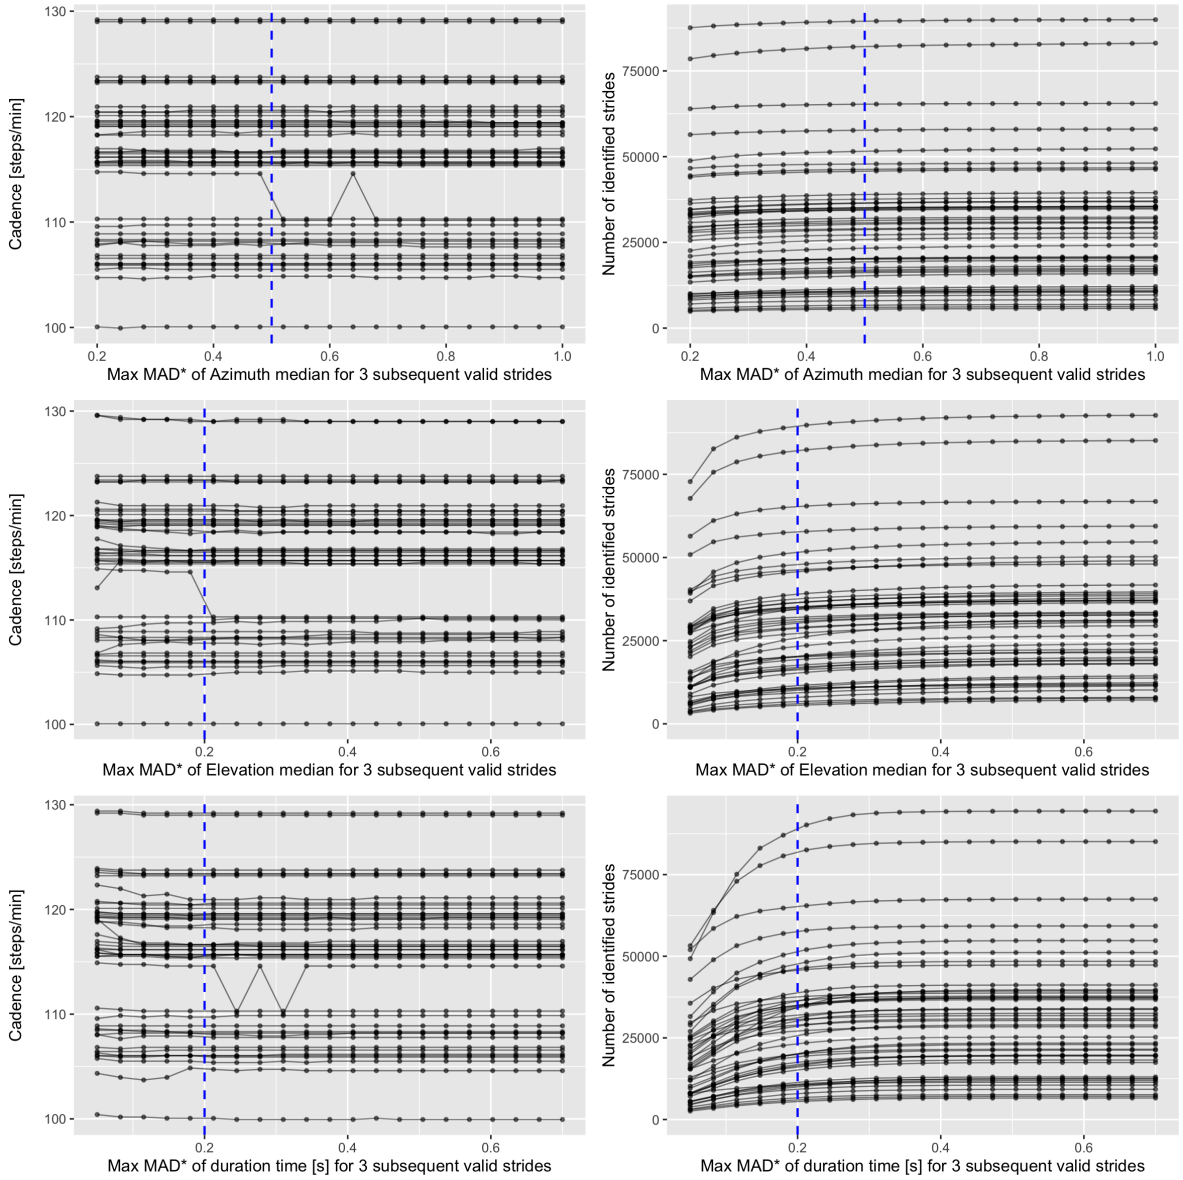 130
120
110
100
Cadence [steps/min]
0.2 0.4 0.6 0.8 1.0
Max MAD* of Azimuth median for 3 subsequent valid strides
75000
50000
25000
0
Number of identified strides
0.2 0.4 0.6 0.8 1.0
Max MAD* of Azimuth median for 3 subsequent valid strides
130
120
110
100
Cadence [steps/min]
0.2 0.4 0.6
Max MAD* of Elevation median for 3 subsequent valid strides
75000
50000
25000
0
Number of identified strides
0.2 0.4 0.6
Max MAD* of Elevation median for 3 subsequent valid strides
130
120
110
100
Cadence [steps/min]
0.2 0.4 0.6
Max MAD* of duration time [s] for 3 subsequent valid strides
75000
50000
25000
0
Number of identified strides
0.2 0.4 0.6
Max MAD* of duration time [s] for 3 subsequent valid strides